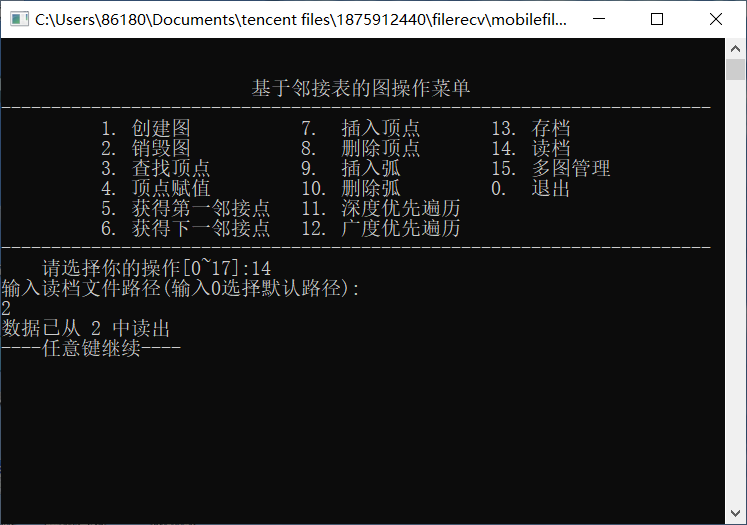 C:\Users\86180\Documents\tencent files\1875912440\filerecv\mobilefil...
基于邻接表的图操作菜单
-----------------------------------------------------------------------
1. 创建图 7. 插入顶点 13. 存档
2. 销毁图 8. 删除顶点 14. 读档
3. 查找顶点 9. 插入弧 15. 多图管理
4. 顶点赋值 10. 删除弧 0. 退出
5. 获得第一邻接点 11. 深度优先遍历
6. 获得下一邻接点 12. 广度优先遍历
-----------------------------------------------------------------------
请选择你的操作[0~17]:14
输入读档文件路径(输入0选择默认路径):
2
数据已从 2 中读出
----任意键继续----